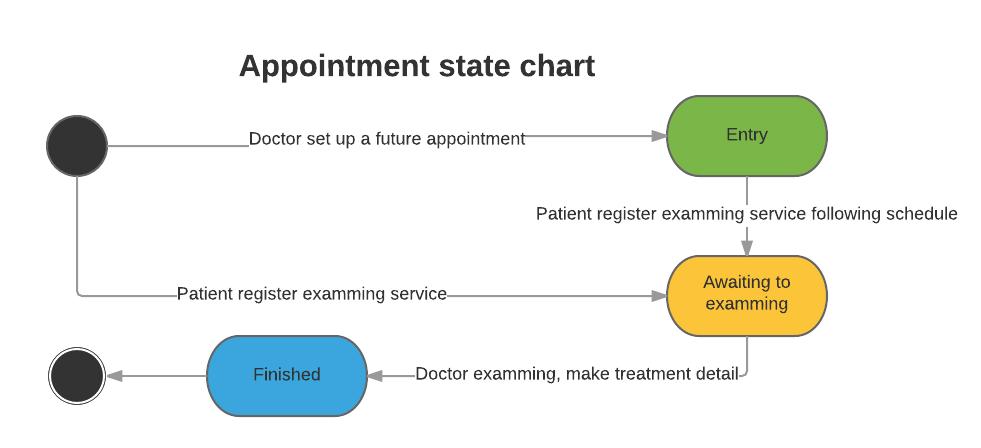 Appointment state chart
Doctor set up a future appointment
Entry
Patient register examming service following schedule
Awaiting to
examming
Patient register examming service
Finished
Doctor examming, make treatment detail